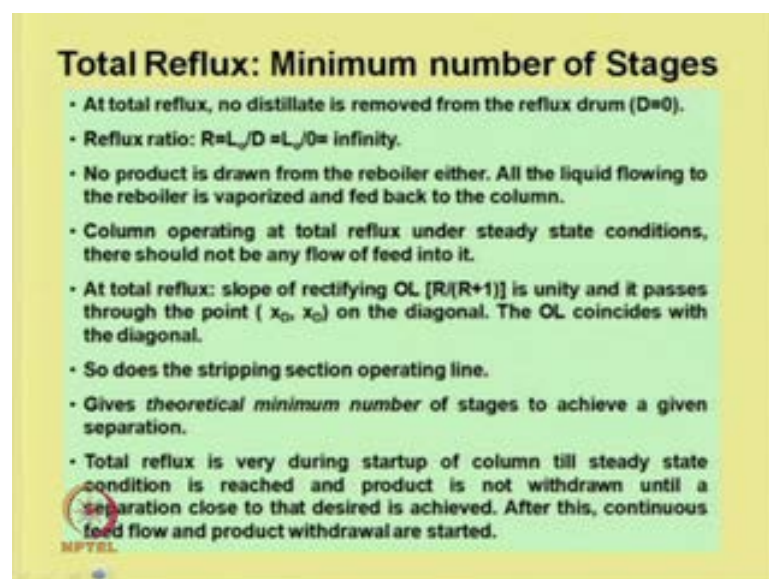 Total Reflux: Minimum number of Stages
• At total reflux, no distillate is removed from the reflux drum (D=0).
• Reflux ratio: R=L₀/D =L₀/0= infinity.
• No product is drawn from the reboiler either. All the liquid flowing to
the reboiler is vaporized and fed back to the column.
• Column operating at total reflux under steady state conditions,
there should not be any flow of feed into it.
• At total reflux: slope of rectifying OL [R/(R+1)] is unity and it passes
through the point ( x_D, x_D) on the diagonal. The OL coincides with
the diagonal.
• So does the stripping section operating line.
• Gives theoretical minimum number of stages to achieve a given
separation.
• Total reflux is very during startup of column till steady state
condition is reached and product is not withdrawn until a
separation close to that desired is achieved. After this, continuous
feed flow and product withdrawal are started.
NPTEL